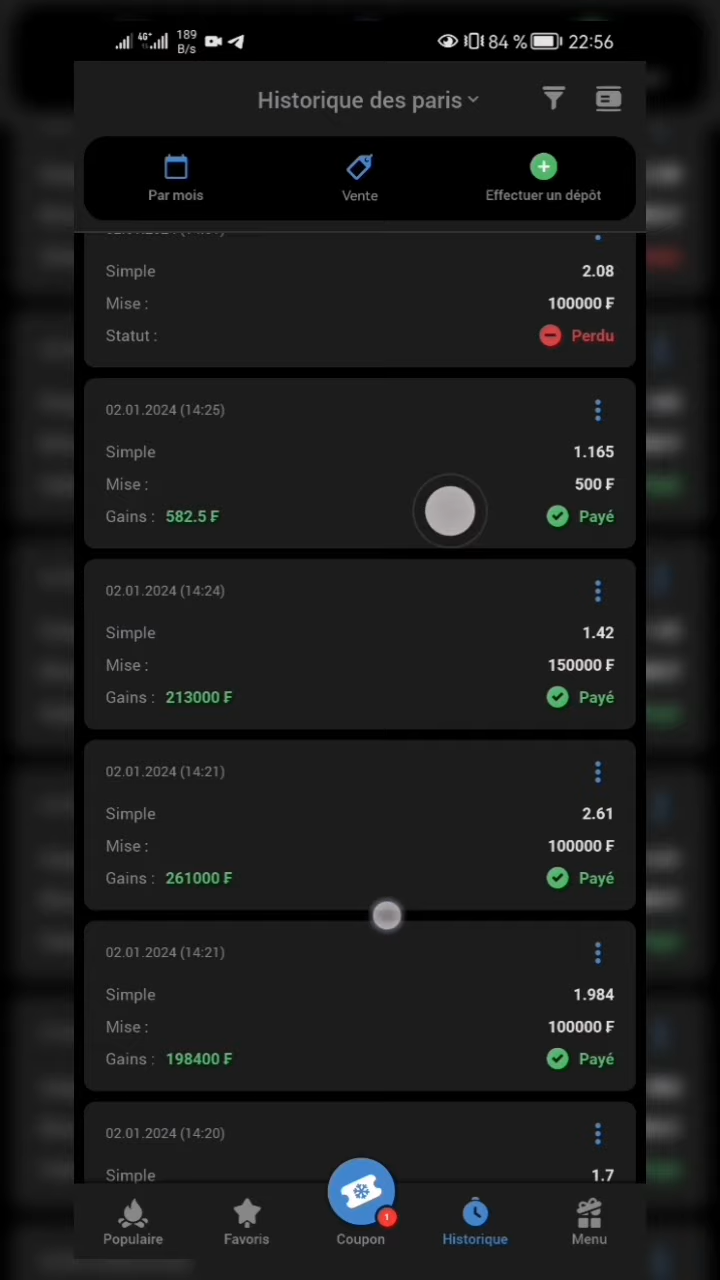 4G+ 189 B/s 84 % 22:56
Historique des paris
Par mois Vente Effectuer un dépôt
Simple 2.08
Mise : 100000 ₣
Statut : Perdu
02.01.2024 (14:25)
Simple 1.165
Mise : 500 ₣
Gains : 582.5 ₣ Payé
02.01.2024 (14:24)
Simple 1.42
Mise : 150000 ₣
Gains : 213000 ₣ Payé
02.01.2024 (14:21)
Simple 2.61
Mise : 100000 ₣
Gains : 261000 ₣ Payé
02.01.2024 (14:21)
Simple 1.984
Mise : 100000 ₣
Gains : 198400 ₣ Payé
02.01.2024 (14:20)
Simple 1.7
1
Populaire Favoris Coupon Historique Menu